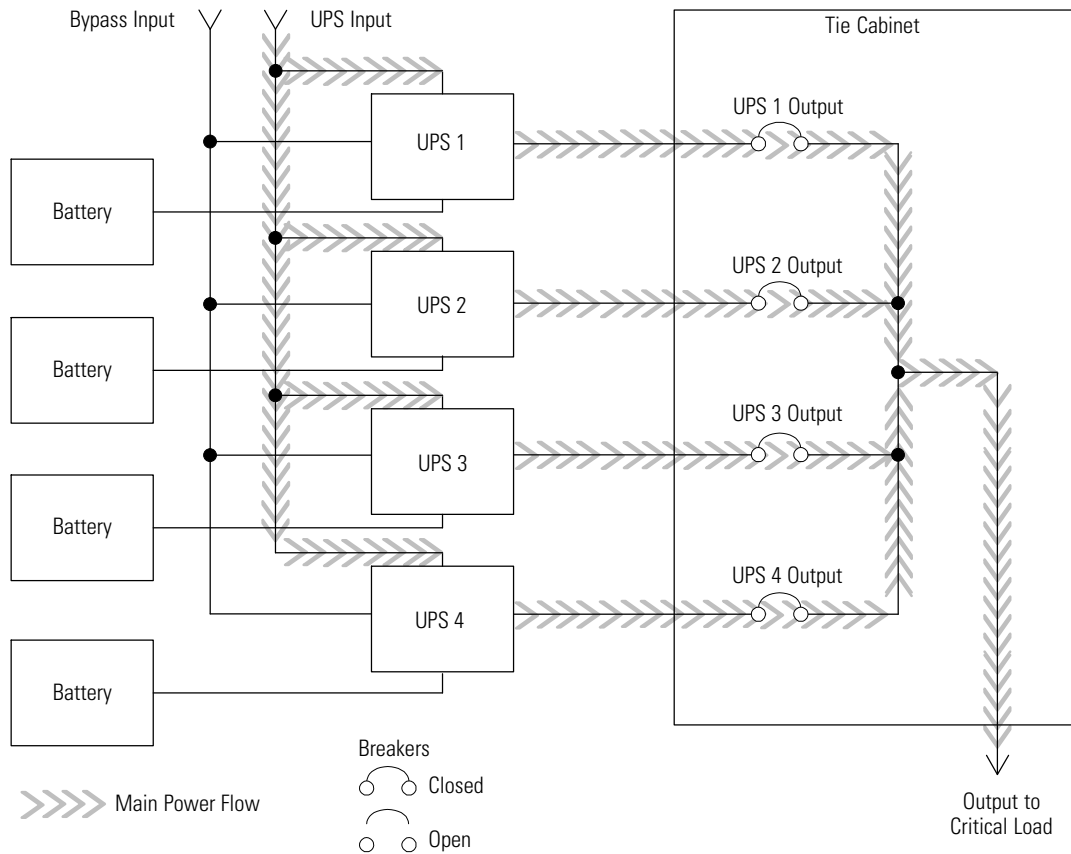 Bypass Input
UPS Input
Tie Cabinet
UPS 1 Output
UPS 1
Battery
UPS 2 Output
UPS 2
Battery
UPS 3 Output
UPS 3
Battery
UPS 4 Output
UPS 4
Battery
Breakers
Closed
Main Power Flow
Open
Output to
Critical Load